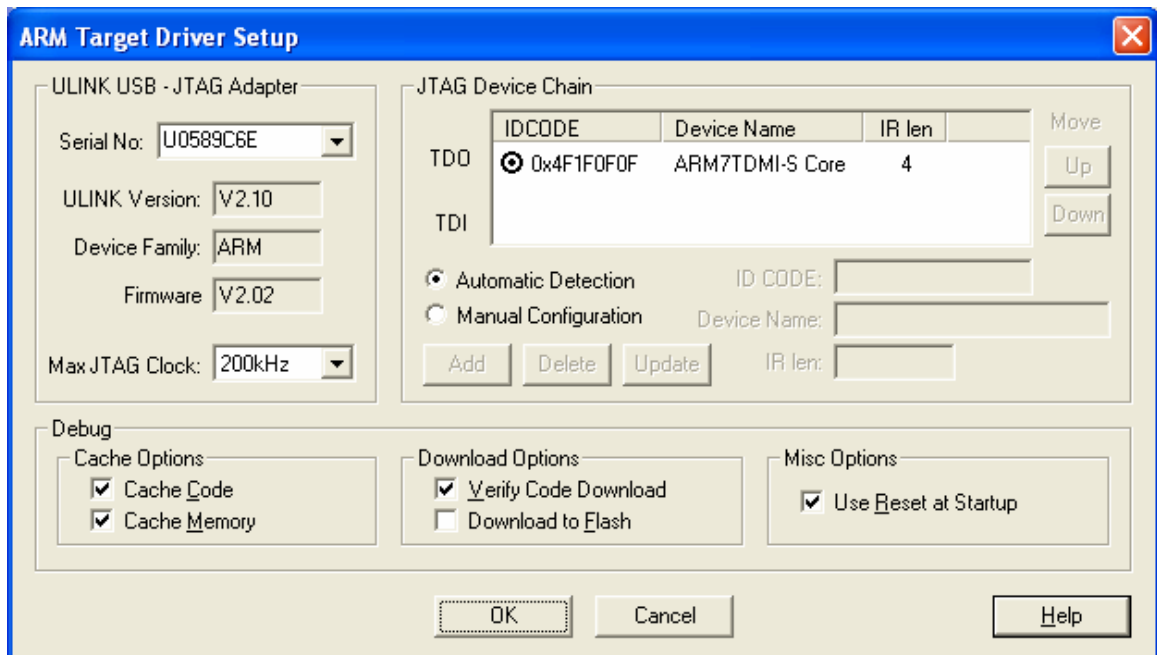 ARM Target Driver Setup
ULINK USB - JTAG Adapter
Serial No: U0589C6E
ULINK Version: V2.10
Device Family: ARM
Firmware V2.02
Max JTAG Clock: 200kHz
JTAG Device Chain
IDCODE Device Name IR len Move
TDO 0x4F1F0F0F ARM7TDMI-S Core 4 Up
TDI Down
Automatic Detection ID CODE:
Manual Configuration Device Name:
Add Delete Update IR len:
Debug
Cache Options
Cache Code
Cache Memory
Download Options
Verify Code Download
Download to Flash
Misc Options
Use Reset at Startup
OK Cancel Help